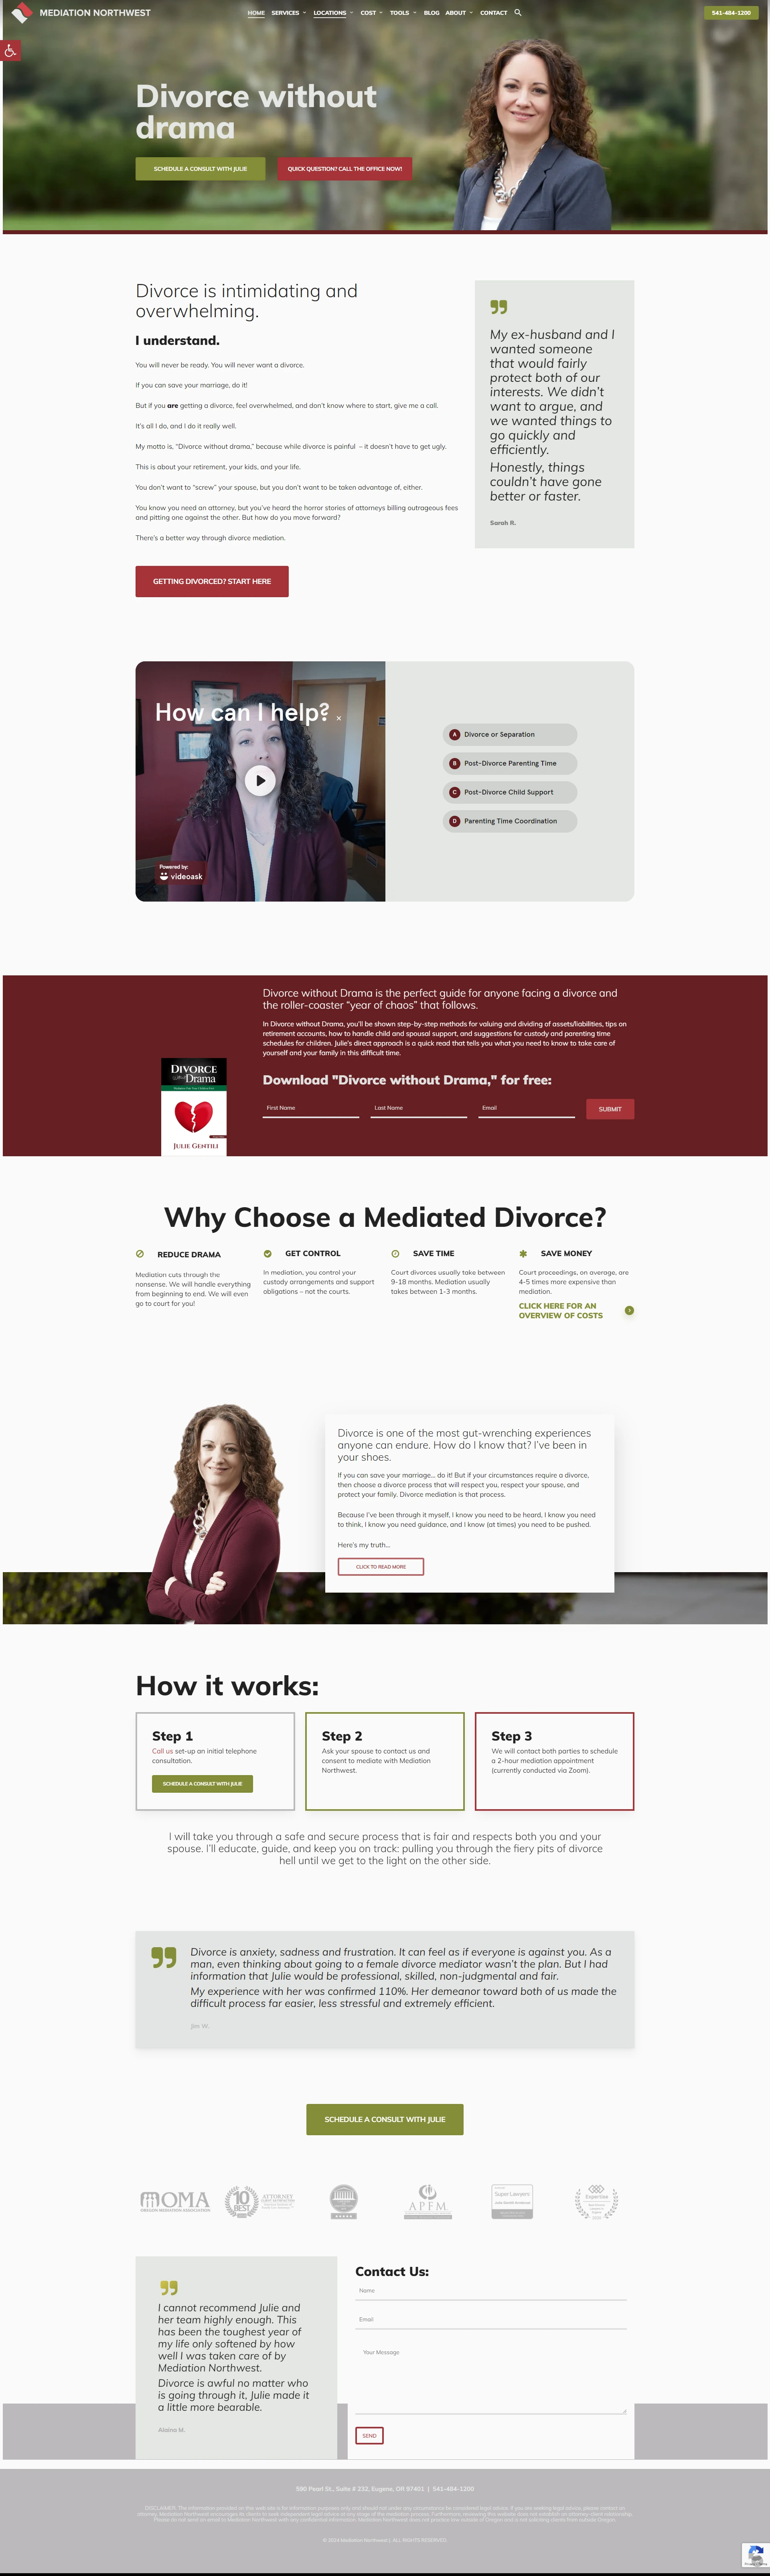 MEDIATION NORTHWEST
HOME SERVICES LOCATIONS COST TOOLS BLOG ABOUT CONTACT
541-484-1200
Divorce without
drama
SCHEDULE A CONSULT WITH JULIE
QUICK QUESTION? CALL THE OFFICE NOW!
Divorce is intimidating and
overwhelming.
I understand.
You will never be ready. You will never want a divorce.
If you can save your marriage, do it!
But if you are getting a divorce, feel overwhelmed, and don't know where to start, give me a call.
It's all I do, and I do it really well.
My motto is, "Divorce without drama," because while divorce is painful – it doesn't have to get ugly.
This is about your retirement, your kids, and your life.
You don't want to "screw" your spouse, but you don't want to be taken advantage of, either.
You know you need an attorney, but you've heard the horror stories of attorneys billing outrageous fees
and pitting one against the other. But how do you move forward?
There's a better way through divorce mediation.
GETTING DIVORCED? START HERE
My ex-husband and I
wanted someone
that would fairly
protect both of our
interests. We didn't
want to argue, and
we wanted things to
go quickly and
efficiently.
Honestly, things
couldn't have gone
better or faster.
Sarah R.
How can I help?
Powered by:
videoask
A Divorce or Separation
B Post-Divorce Parenting Time
C Post-Divorce Child Support
D Parenting Time Coordination
Divorce without Drama is the perfect guide for anyone facing a divorce and
the roller-coaster "year of chaos" that follows.
In Divorce without Drama, you'll be shown step-by-step methods for valuing and dividing of assets/liabilities, tips on
retirement accounts, how to handle child and spousal support, and suggestions for custody and parenting time
schedules for children. Julie's direct approach is a quick read that tells you what you need to know to take care of
yourself and your family in this difficult time.
Download "Divorce without Drama," for free:
First Name
Last Name
Email
SUBMIT
DIVORCE
without
Drama
JULIE GENTILI
Why Choose a Mediated Divorce?
REDUCE DRAMA
Mediation cuts through the
nonsense. We will handle everything
from beginning to end. We will even
go to court for you!
GET CONTROL
In mediation, you control your
custody arrangements and support
obligations – not the courts.
SAVE TIME
Court divorces usually take between
9-18 months. Mediation usually
takes between 1-3 months.
SAVE MONEY
Court proceedings, on average, are
4-5 times more expensive than
mediation.
CLICK HERE FOR AN
OVERVIEW OF COSTS
Divorce is one of the most gut-wrenching experiences
anyone can endure. How do I know that? I've been in
your shoes.
If you can save your marriage... do it! But if your circumstances require a divorce,
then choose a divorce process that will respect you, respect your spouse, and
protect your family. Divorce mediation is that process.
Because I've been through it myself, I know you need to be heard, I know you need
to think, I know you need guidance, and I know (at times) you need to be pushed.
Here's my truth...
CLICK TO READ MORE
How it works:
Step 1
Call us set-up an initial telephone
consultation.
SCHEDULE A CONSULT WITH JULIE
Step 2
Ask your spouse to contact us and
consent to mediate with Mediation
Northwest.
Step 3
We will contact both parties to schedule
a 2-hour mediation appointment
(currently conducted via Zoom).
I will take you through a safe and secure process that is fair and respects both you and your
spouse. I'll educate, guide, and keep you on track: pulling you through the fiery pits of divorce
hell until we get to the light on the other side.
Divorce is anxiety, sadness and frustration. It can feel as if everyone is against you. As a
man, even thinking about going to a female divorce mediator wasn't the plan. But I had
information that Julie would be professional, skilled, non-judgmental and fair.
My experience with her was confirmed 110%. Her demeanor toward both of us made the
difficult process far easier, less stressful and extremely efficient.
Jim W.
SCHEDULE A CONSULT WITH JULIE
OMA
OREGON MEDIATION ASSOCIATION
10
BEST
ATTORNEY
APFM
Super Lawyers
Expertise
I cannot recommend Julie and
her team highly enough. This
has been the toughest year of
my life only softened by how
well I was taken care of by
Mediation Northwest.
Divorce is awful no matter who
is going through it, Julie made it
a little more bearable.
Alaina M.
Contact Us:
Name
Email
Your Message
SEND
590 Pearl St., Suite # 232, Eugene, OR 97401 | 541-484-1200
© 2024 Mediation Northwest | ALL RIGHTS RESERVED